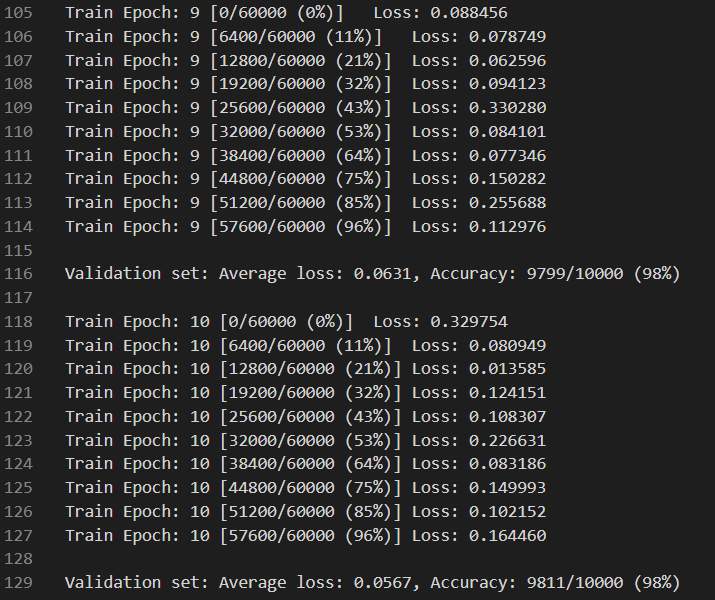 105 Train Epoch: 9 [0/60000 (0%)] Loss: 0.088456
106 Train Epoch: 9 [6400/60000 (11%)] Loss: 0.078749
107 Train Epoch: 9 [12800/60000 (21%)] Loss: 0.062596
108 Train Epoch: 9 [19200/60000 (32%)] Loss: 0.094123
109 Train Epoch: 9 [25600/60000 (43%)] Loss: 0.330280
110 Train Epoch: 9 [32000/60000 (53%)] Loss: 0.084101
111 Train Epoch: 9 [38400/60000 (64%)] Loss: 0.077346
112 Train Epoch: 9 [44800/60000 (75%)] Loss: 0.150282
113 Train Epoch: 9 [51200/60000 (85%)] Loss: 0.255688
114 Train Epoch: 9 [57600/60000 (96%)] Loss: 0.112976
115
116 Validation set: Average loss: 0.0631, Accuracy: 9799/10000 (98%)
117
118 Train Epoch: 10 [0/60000 (0%)] Loss: 0.329754
119 Train Epoch: 10 [6400/60000 (11%)] Loss: 0.080949
120 Train Epoch: 10 [12800/60000 (21%)] Loss: 0.013585
121 Train Epoch: 10 [19200/60000 (32%)] Loss: 0.124151
122 Train Epoch: 10 [25600/60000 (43%)] Loss: 0.108307
123 Train Epoch: 10 [32000/60000 (53%)] Loss: 0.226631
124 Train Epoch: 10 [38400/60000 (64%)] Loss: 0.083186
125 Train Epoch: 10 [44800/60000 (75%)] Loss: 0.149993
126 Train Epoch: 10 [51200/60000 (85%)] Loss: 0.102152
127 Train Epoch: 10 [57600/60000 (96%)] Loss: 0.164460
128
129 Validation set: Average loss: 0.0567, Accuracy: 9811/10000 (98%)